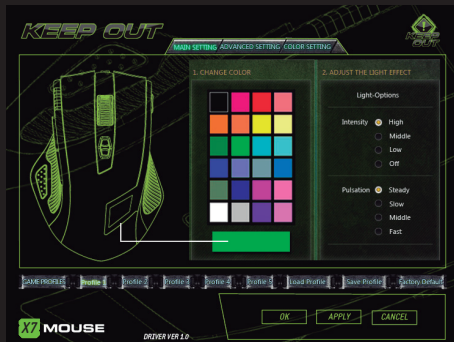 KEEP OUT
KEEP OUT
MAIN SETTING ADVANCED SETTING COLOR SETTING
1. CHANGE COLOR
2. ADJUST THE LIGHT EFFECT
Light-Options
Intensity High
Middle
Low
Off
Pulsation Steady
Slow
Middle
Fast
GAME PROFILES Profile 1 ... Profile 2 ... Profile 3 ... Profile 4 ... Profile 5 ... Load Profile ... Save Profile ... Factory Default
OK APPLY CANCEL
X7 MOUSE
DRIVER VER 1.0